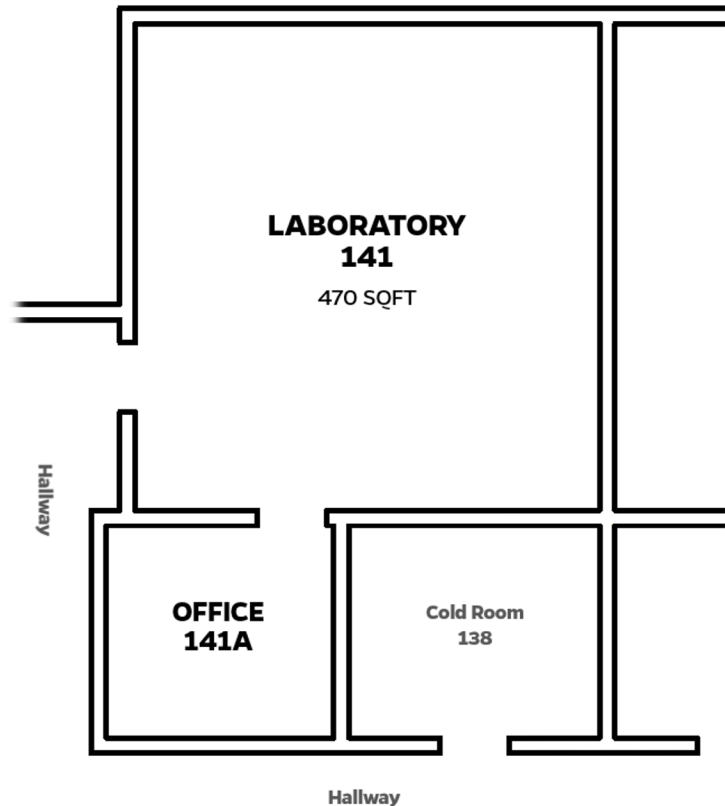 LABORATORY
141
470 SQFT
Hallway
OFFICE
141A
Cold Room
138
Hallway